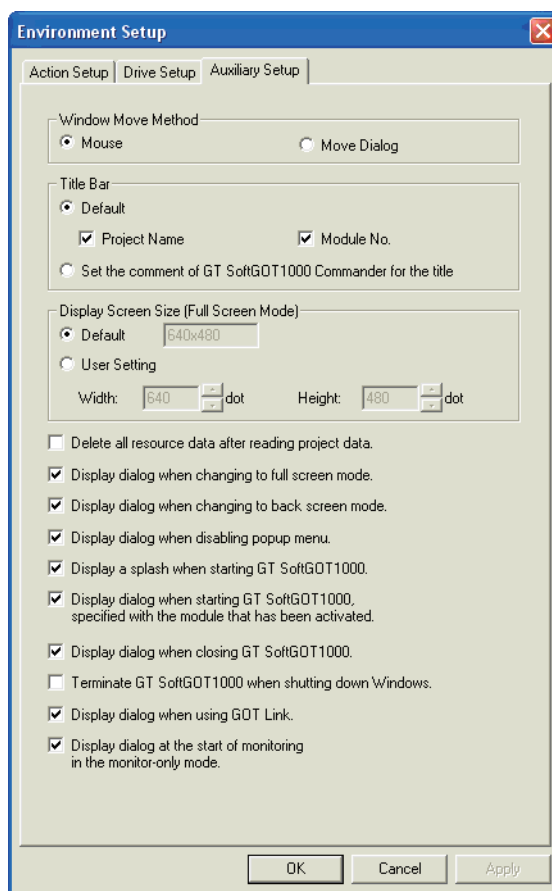 Environment Setup
Action Setup Drive Setup Auxiliary Setup
Window Move Method
Mouse Move Dialog
Title Bar
Default
Project Name Module No.
Set the comment of GT SoftGOT1000 Commander for the title
Display Screen Size (Full Screen Mode)
Default 640x480
User Setting
Width: 640 dot Height: 480 dot
Delete all resource data after reading project data.
Display dialog when changing to full screen mode.
Display dialog when changing to back screen mode.
Display dialog when disabling popup menu.
Display a splash when starting GT SoftGOT1000.
Display dialog when starting GT SoftGOT1000,
specified with the module that has been activated.
Display dialog when closing GT SoftGOT1000.
Terminate GT SoftGOT1000 when shutting down Windows.
Display dialog when using GOT Link.
Display dialog at the start of monitoring
in the monitor-only mode.
OK Cancel Apply